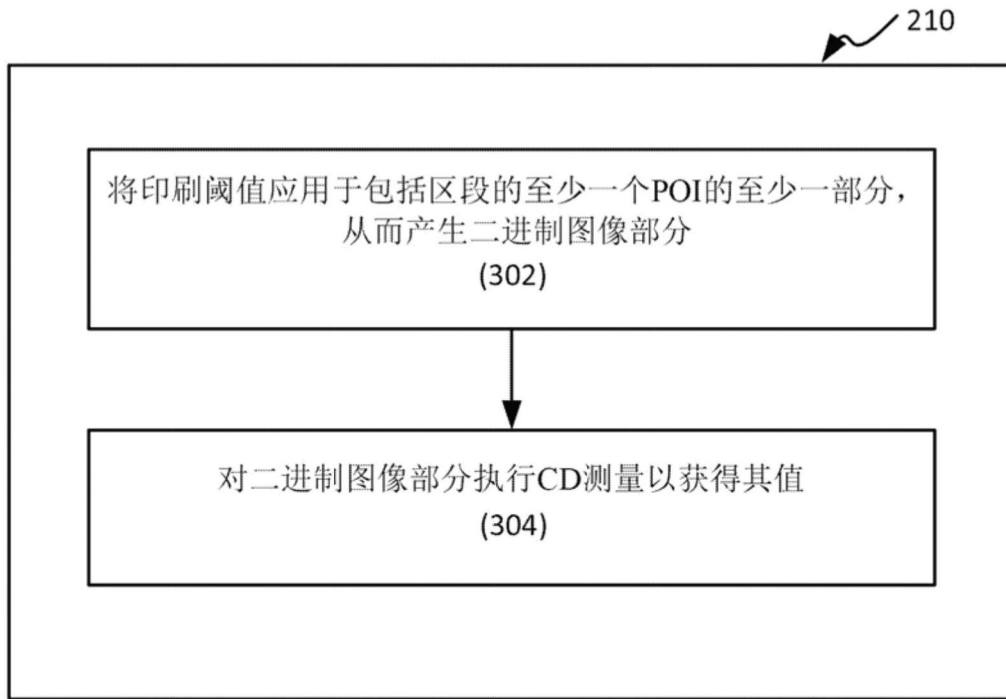 210
将印刷阈值应用于包括区段的至少一个POI的至少一部分，
从而产生二进制图像部分
(302)
对二进制图像部分执行CD测量以获得其值
(304)